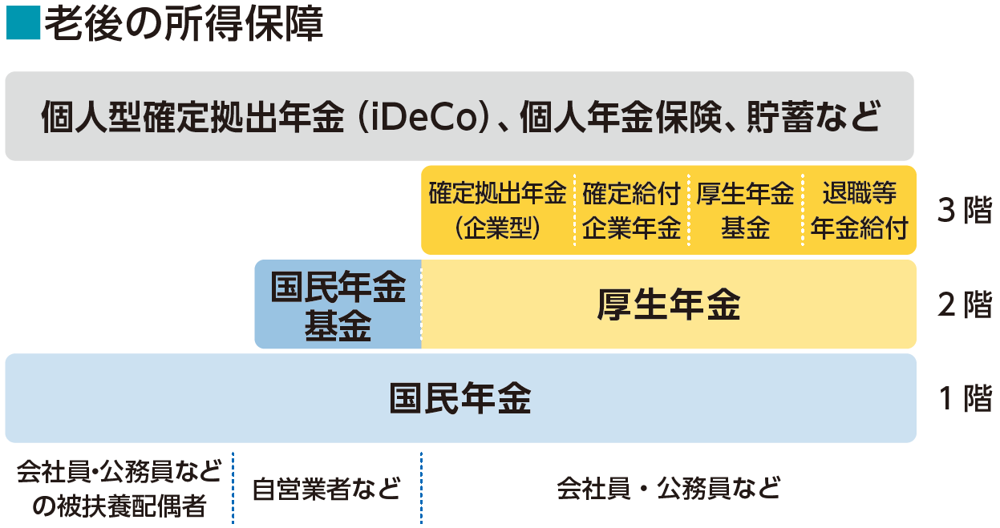 ■老後の所得保障
個人型確定拠出年金（iDeCo）、個人年金保険、貯蓄など
確定拠出年金
（企業型）
確定給付
企業年金
厚生年金
基金
退職等
年金給付
3階
国民年金
基金
厚生年金
2階
国民年金
1階
会社員・公務員など
の被扶養配偶者
自営業者など
会社員・公務員など